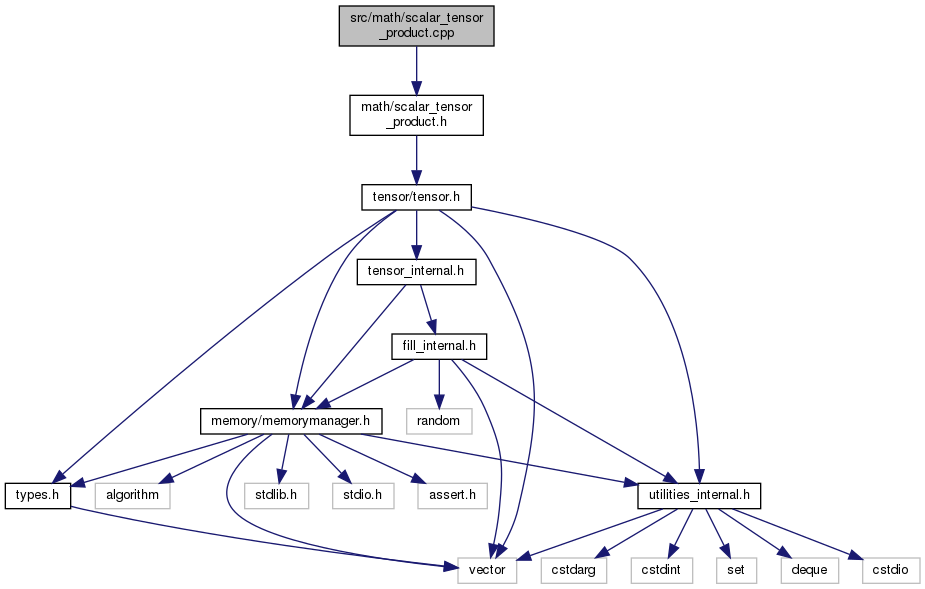 src/math/scalar_tensor
_product.cpp
math/scalar_tensor
_product.h
tensor/tensor.h
tensor_internal.h
fill_internal.h
memory/memorymanager.h
random
types.h
algorithm
stdlib.h
stdio.h
assert.h
utilities_internal.h
vector
cstdarg
cstdint
set
deque
cstdio